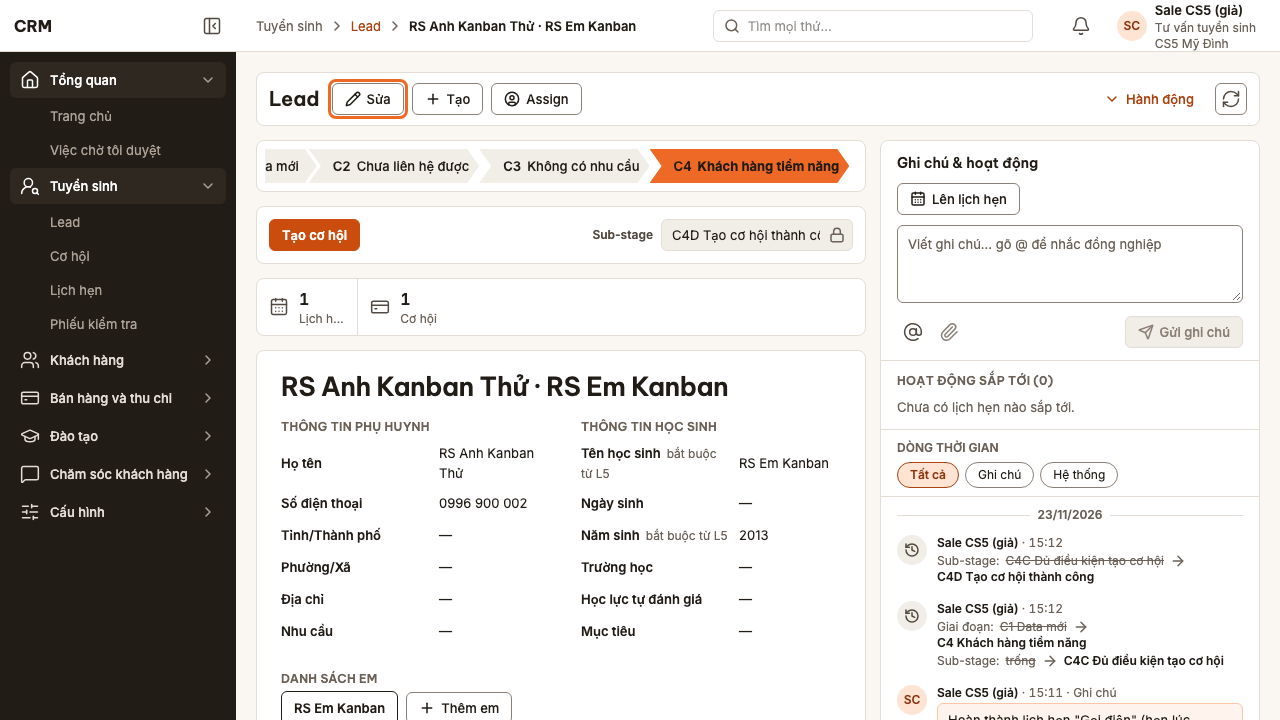 CRM
Tuyển sinh > Lead > RS Anh Kanban Thử · RS Em Kanban
Tìm mọi thứ...
SC
Sale CS5 (giả)
Tư vấn tuyển sinh
CS5 Mỹ Đình
Tổng quan
Trang chủ
Việc chờ tôi duyệt
Tuyển sinh
Lead
Cơ hội
Lịch hẹn
Phiếu kiểm tra
Khách hàng
Bán hàng và thu chi
Đào tạo
Chăm sóc khách hàng
Cấu hình
Lead
Sửa
+ Tạo
Assign
Hành động
a mới
C2 Chưa liên hệ được
C3 Không có nhu cầu
C4 Khách hàng tiềm năng
Tạo cơ hội
Sub-stage
C4D Tạo cơ hội thành cô
1
Lịch h...
1
Cơ hội
RS Anh Kanban Thử · RS Em Kanban
THÔNG TIN PHỤ HUYNH
Họ tên RS Anh Kanban
Thử
Số điện thoại 0996 900 002
Tỉnh/Thành phố —
Phường/Xã —
Địa chỉ —
Nhu cầu —
THÔNG TIN HỌC SINH
Tên học sinh bắt buộc
từ L5 RS Em Kanban
Ngày sinh —
Năm sinh bắt buộc từ L5 2013
Trường học —
Học lực tự đánh giá —
Mục tiêu —
DANH SÁCH EM
RS Em Kanban
+ Thêm em
Ghi chú & hoạt động
Lên lịch hẹn
Viết ghi chú... gõ @ để nhắc đồng nghiệp
Gửi ghi chú
HOẠT ĐỘNG SẮP TỚI (0)
Chưa có lịch hẹn nào sắp tới.
DÒNG THỜI GIAN
Tất cả
Ghi chú
Hệ thống
23/11/2026
Sale CS5 (giả) · 15:12
Sub-stage: C4C Đủ điều kiện tạo cơ hội →
C4D Tạo cơ hội thành công
Sale CS5 (giả) · 15:12
Giai đoạn: C1 Data mới →
C4 Khách hàng tiềm năng
Sub-stage: trống → C4C Đủ điều kiện tạo cơ hội
SC
Sale CS5 (giả) · 15:11 · Ghi chú
Hoàn thành lịch hẹn "Gọi điện" (hẹn lúc